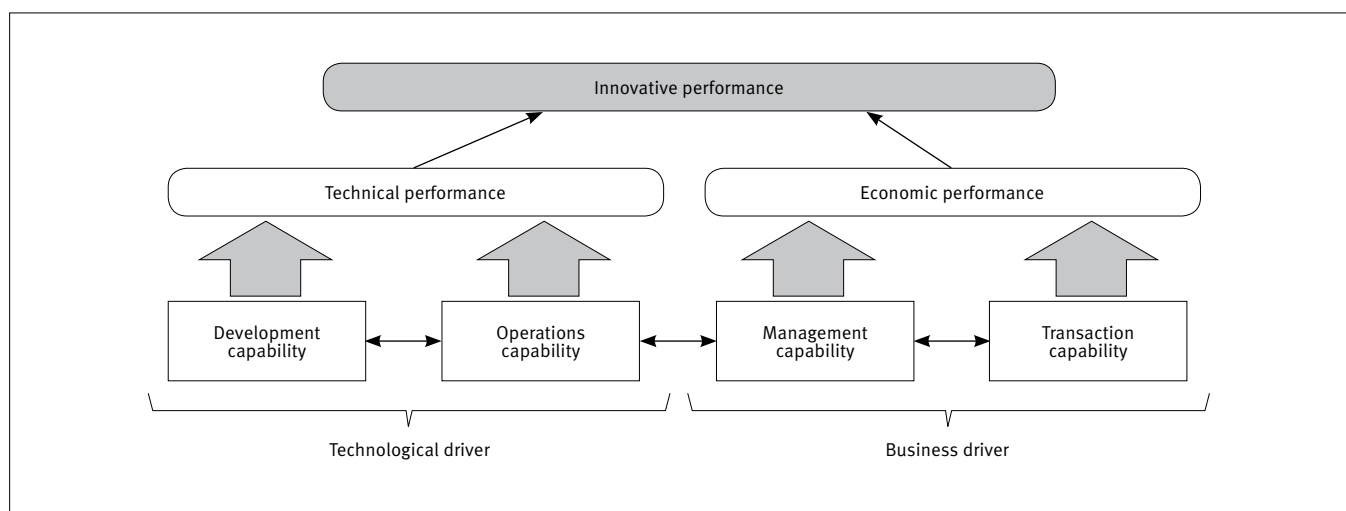 Innovative performance
Technical performance
Economic performance
Development
capability
Operations
capability
Management
capability
Transaction
capability
Technological driver
Business driver